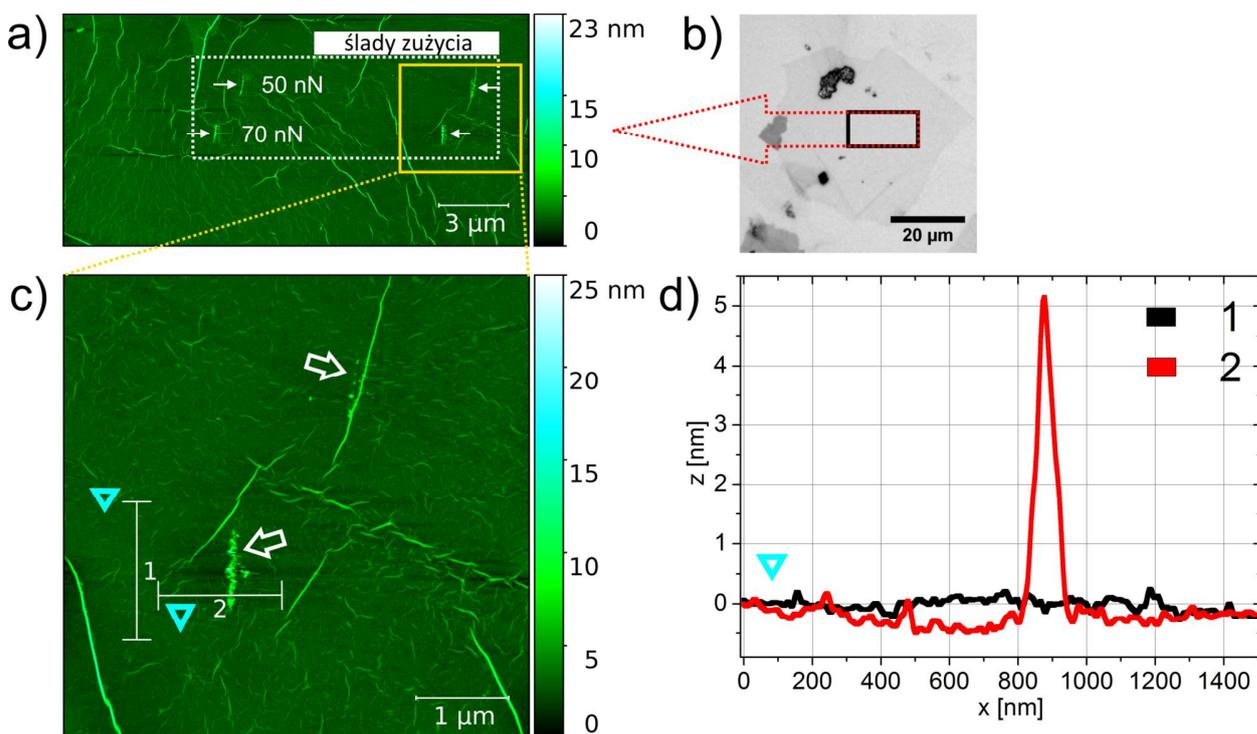 a)
ślady zużycia
50 nN
70 nN
3 µm
23 nm
15
10
0
b)
20 µm
c)
1
2
1 µm
25 nm
20
15
10
5
0
d)
1
2
5
4
3
2
1
0
z [nm]
0 200 400 600 800 1000 1200 1400
x [nm]